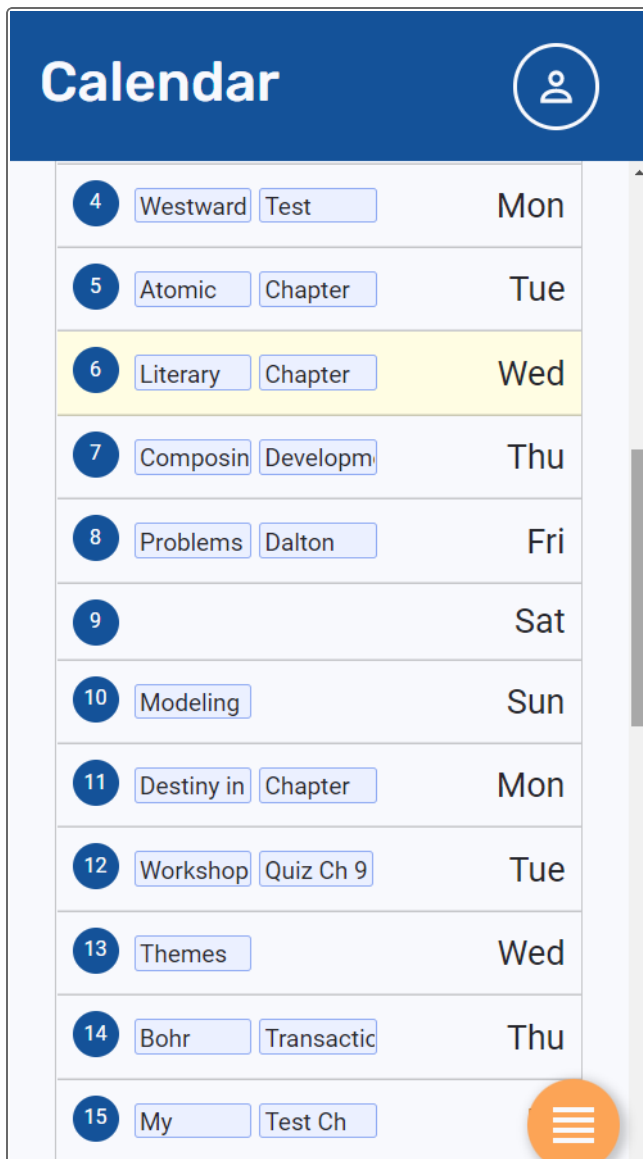 Calendar
4 Westward Test Mon
5 Atomic Chapter Tue
6 Literary Chapter Wed
7 Composin Developm Thu
8 Problems Dalton Fri
9 Sat
10 Modeling Sun
11 Destiny in Chapter Mon
12 Workshop Quiz Ch 9 Tue
13 Themes Wed
14 Bohr Transactic Thu
15 My Test Ch